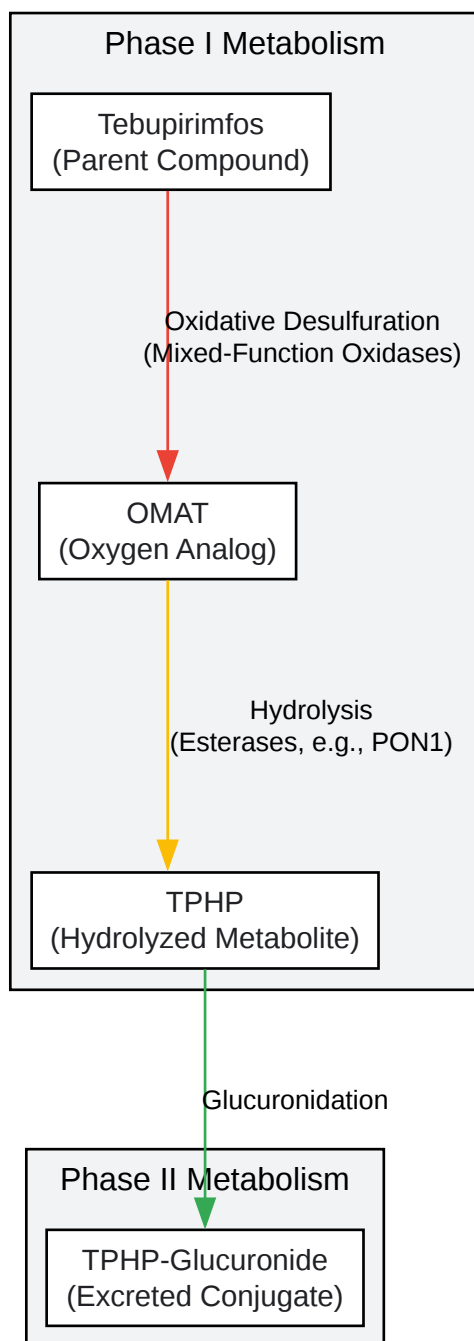 Phase I Metabolism
Tebupirimfos
(Parent Compound)
Oxidative Desulfuration
(Mixed-Function Oxidases)
OMAT
(Oxygen Analog)
Hydrolysis
(Esterases, e.g., PON1)
TPHP
(Hydrolyzed Metabolite)
Glucuronidation
Phase II Metabolism
TPHP-Glucuronide
(Excreted Conjugate)